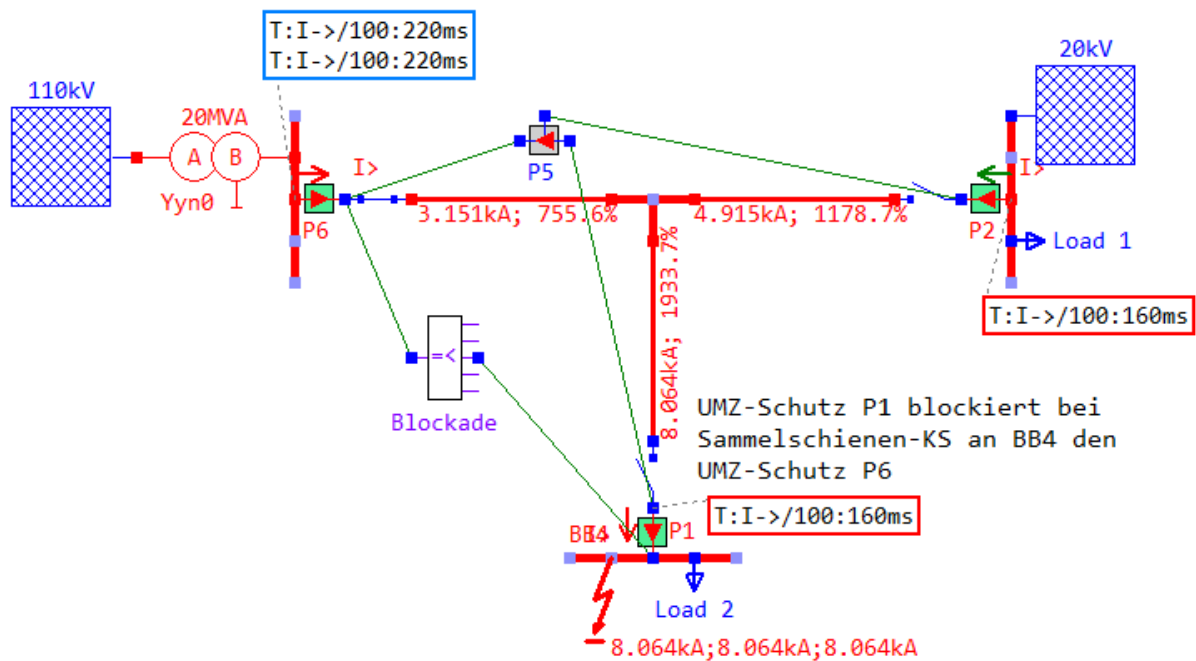 T:I->/100:220ms
T:I->/100:220ms
20kV
110kV
20MVA
A
B
I>
P5
I>
Yyn0
P6
3.151kA; 755.6%
4.915kA; 1178.7%
P2
Load 1
8.064kA; 1933.7%
T:I->/100:160ms
=<
Blockade
UMZ-Schutz P1 blockiert bei
Sammelschienen-KS an BB4 den
UMZ-Schutz P6
T:I->/100:160ms
BB4
I>
P1
Load 2
8.064kA;8.064kA;8.064kA